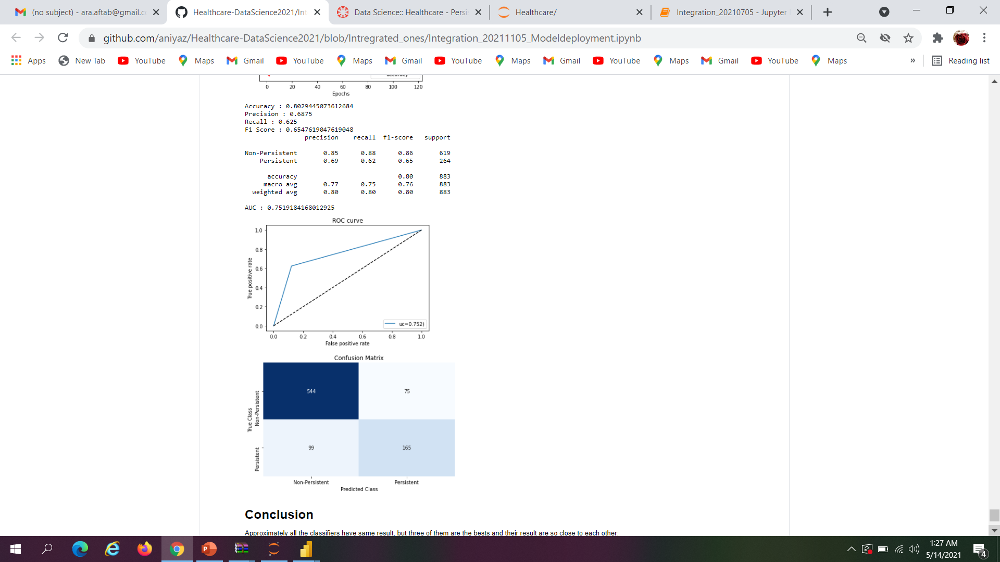 (no subject) - ara.aftab@gmail.c
Healthcare-DataScience2021/Int
Data Science:: Healthcare - Persis
Healthcare/
Integration_20210705 - Jupyter
github.com/aniyaz/Healthcare-DataScience2021/blob/Intregrated_ones/Integration_20211105_Modeldeployment.ipynb
Apps New Tab YouTube Maps Gmail YouTube Maps Gmail YouTube Maps Gmail YouTube Maps Gmail YouTube Maps » Reading list
accuracy
0 20 40 60 80 100 120
Epochs
Accuracy : 0.8029445073612684
Precision : 0.6875
Recall : 0.625
F1 Score : 0.6547619047619048
precision recall f1-score support
Non-Persistent 0.85 0.88 0.86 619
Persistent 0.69 0.62 0.65 264
accuracy 0.80 883
macro avg 0.77 0.75 0.76 883
weighted avg 0.80 0.80 0.80 883
AUC : 0.7519184168012925
ROC curve
1.0
0.8
0.6
0.4
0.2
0.0
True positive rate
uc=0.752)
0.0 0.2 0.4 0.6 0.8 1.0
False positive rate
Confusion Matrix
544 75
99 165
True Class
Non-Persistent
Persistent
Non-Persistent Persistent
Predicted Class
Conclusion
Approximately all the classifiers have same result, but three of them are the bests and their result are so close to each other:
1:27 AM
5/14/2021
4